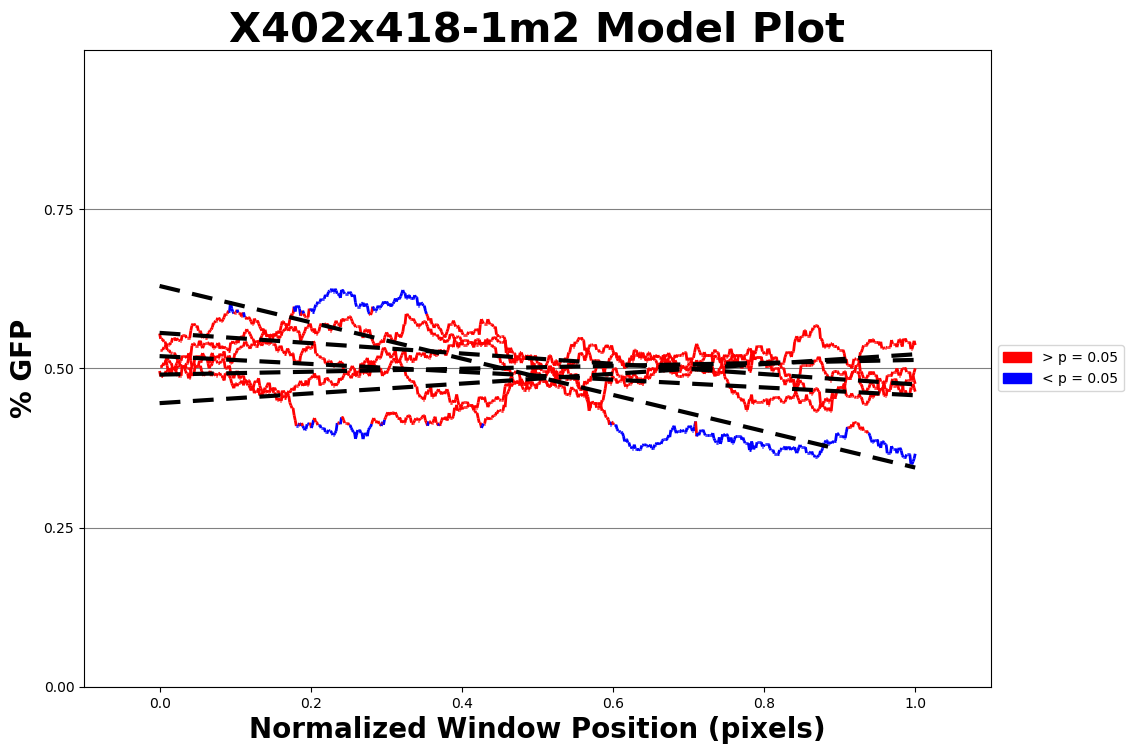 X402x418-1m2 Model Plot
% GFP
0.75
0.50
0.25
0.00
0.0 0.2 0.4 0.6 0.8 1.0
Normalized Window Position (pixels)
> p = 0.05
< p = 0.05